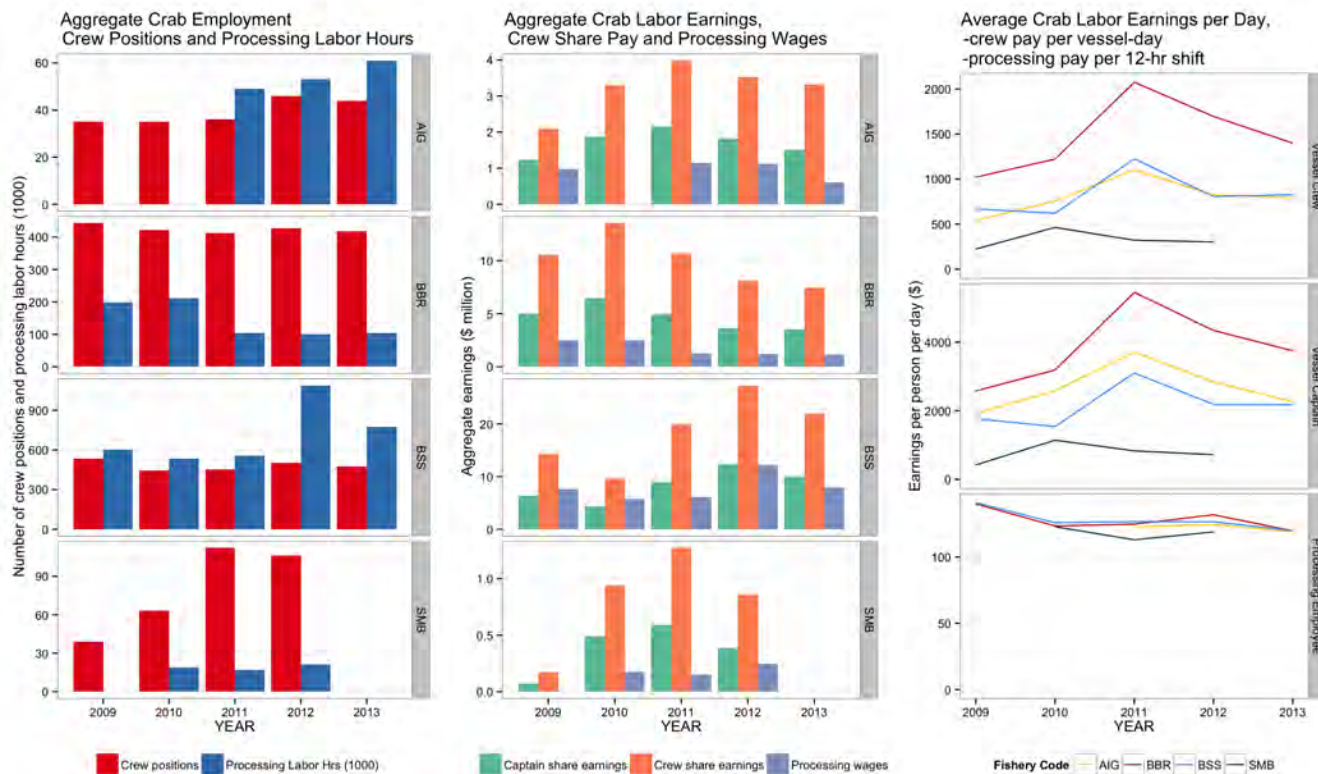 Aggregate Crab Employment
Crew Positions and Processing Labor Hours
Number of crew positions and processing labor hours (1000)
60
40
20
0
AIG
400
300
200
100
0
BBR
900
600
300
0
BSS
90
60
30
0
SMB
2009 2010 2011 2012 2013
YEAR
Crew positions Processing Labor Hrs (1000)
Aggregate Crab Labor Earnings,
Crew Share Pay and Processing Wages
Aggregate earnings ($ million)
4
3
2
1
0
AIG
10
5
0
BBR
20
10
0
BSS
1.0
0.5
0.0
SMB
2009 2010 2011 2012 2013
YEAR
Captain share earnings Crew share earnings Processing wages
Average Crab Labor Earnings per Day,
-crew pay per vessel-day
-processing pay per 12-hr shift
Earnings per person per day ($)
2000
1500
1000
500
0
Vessel Crew
4000
2000
0
Vessel Captain
100
0
Processing Employee
2009 2010 2011 2012 2013
YEAR
Fishery Code AIG BBR BSS SMB